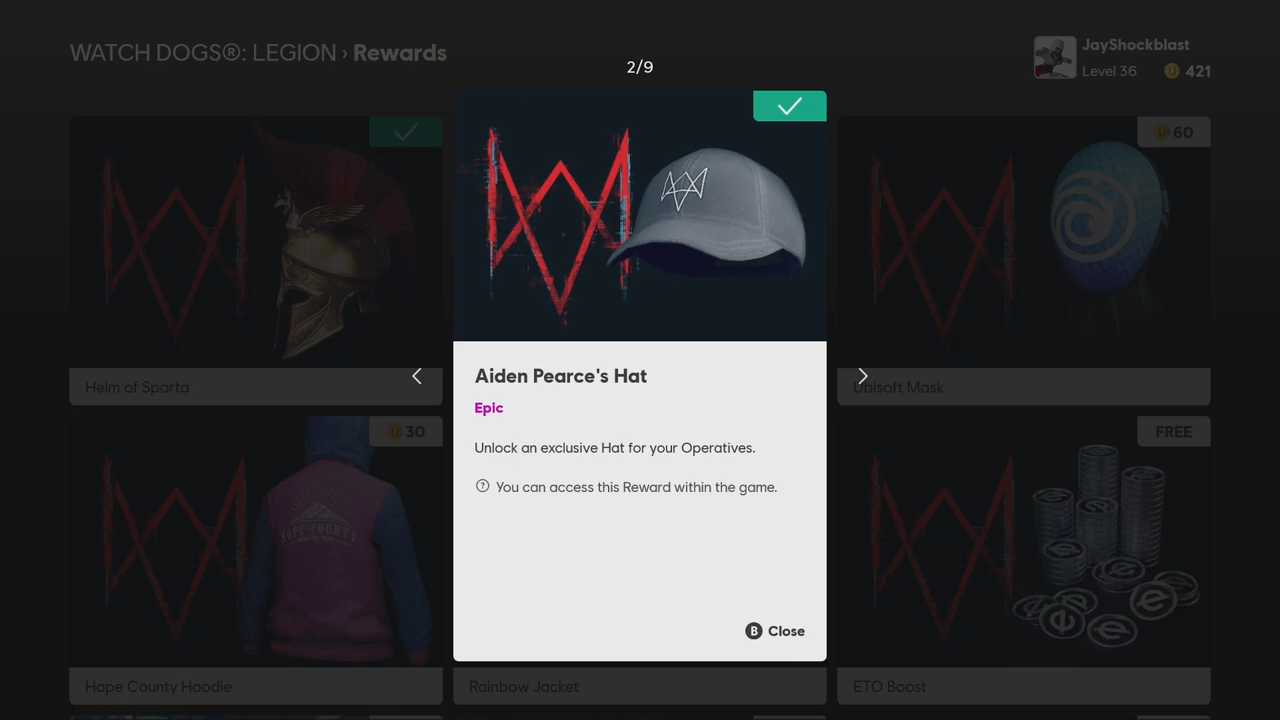 WATCH DOGS®: LEGION › Rewards
JayShockblast
Level 36
421
2/9
60
Helm of Sparta
Aiden Pearce's Hat
Epic
Unlock an exclusive Hat for your Operatives.
You can access this Reward within the game.
B Close
Ubisoft Mask
30
FREE
HOPE COUNTY
Hope County Hoodie
Rainbow Jacket
ETO Boost